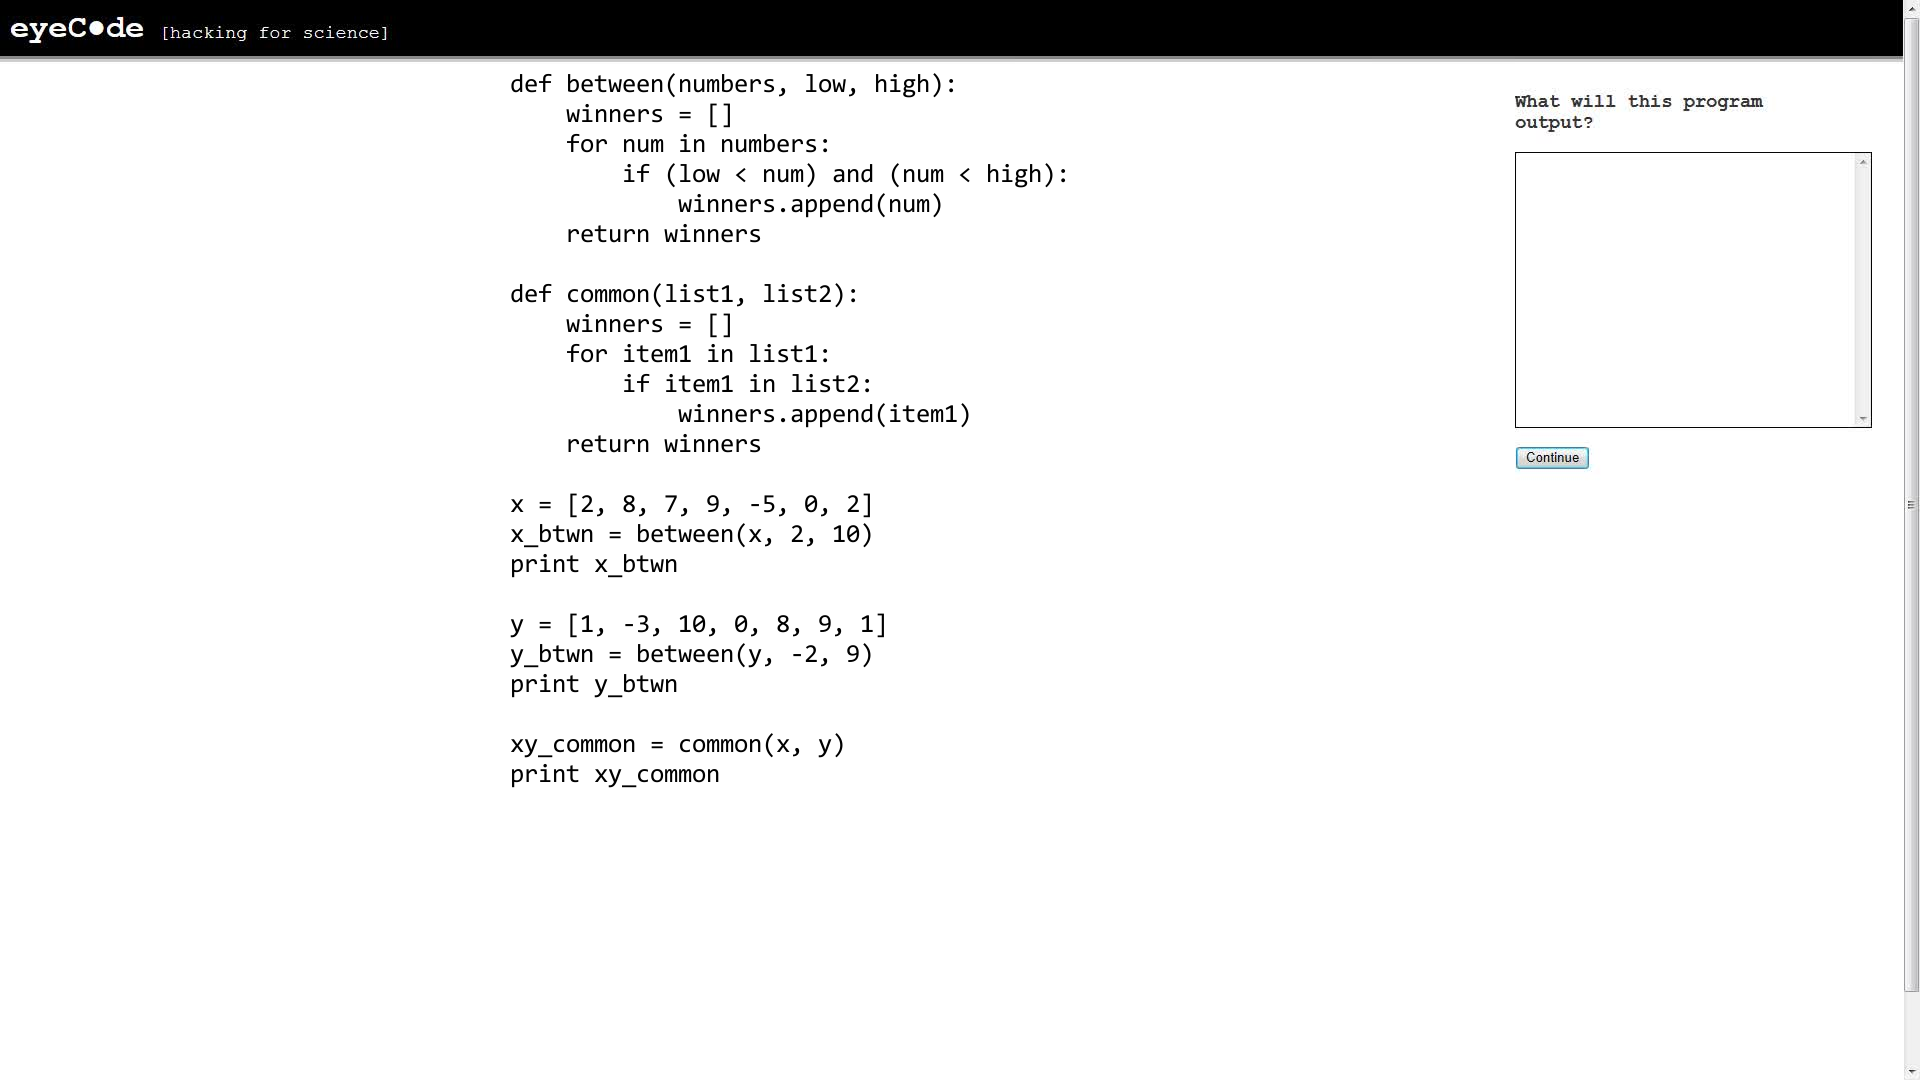 eyeC●de [hacking for science]
def between(numbers, low, high):
    winners = []
    for num in numbers:
        if (low < num) and (num < high):
            winners.append(num)
    return winners

def common(list1, list2):
    winners = []
    for item1 in list1:
        if item1 in list2:
            winners.append(item1)
    return winners

x = [2, 8, 7, 9, -5, 0, 2]
x_btwn = between(x, 2, 10)
print x_btwn

y = [1, -3, 10, 0, 8, 9, 1]
y_btwn = between(y, -2, 9)
print y_btwn

xy_common = common(x, y)
print xy_common
What will this program
output?
Continue